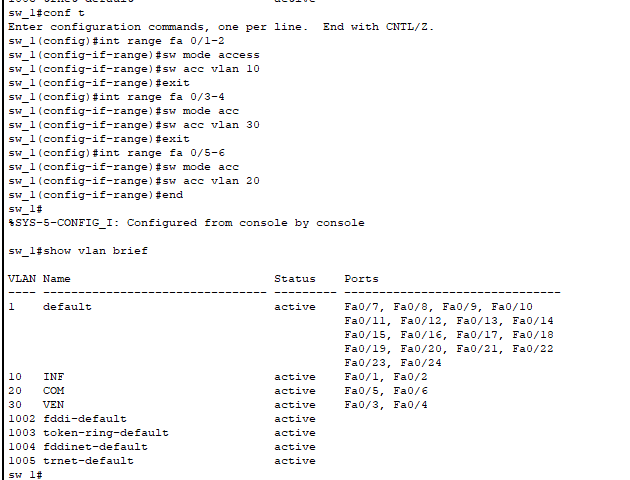 1005 trnet-default active
sw_1#conf t
Enter configuration commands, one per line.  End with CNTL/Z.
sw_1(config)#int range fa 0/1-2
sw_1(config-if-range)#sw mode access
sw_1(config-if-range)#sw acc vlan 10
sw_1(config-if-range)#exit
sw_1(config)#int range fa 0/3-4
sw_1(config-if-range)#sw mode acc
sw_1(config-if-range)#sw acc vlan 30
sw_1(config-if-range)#exit
sw_1(config)#int range fa 0/5-6
sw_1(config-if-range)#sw mode acc
sw_1(config-if-range)#sw acc vlan 20
sw_1(config-if-range)#end
sw_1#
%SYS-5-CONFIG_I: Configured from console by console
sw_1#show vlan brief
VLAN Name                             Status    Ports
---- -------------------------------- --------- -------------------------------
1    default                          active    Fa0/7, Fa0/8, Fa0/9, Fa0/10
                                                Fa0/11, Fa0/12, Fa0/13, Fa0/14
                                                Fa0/15, Fa0/16, Fa0/17, Fa0/18
                                                Fa0/19, Fa0/20, Fa0/21, Fa0/22
                                                Fa0/23, Fa0/24
10   INF                              active    Fa0/1, Fa0/2
20   COM                              active    Fa0/5, Fa0/6
30   VEN                              active    Fa0/3, Fa0/4
1002 fddi-default                     active
1003 token-ring-default               active
1004 fddinet-default                  active
1005 trnet-default                    active
sw_1#